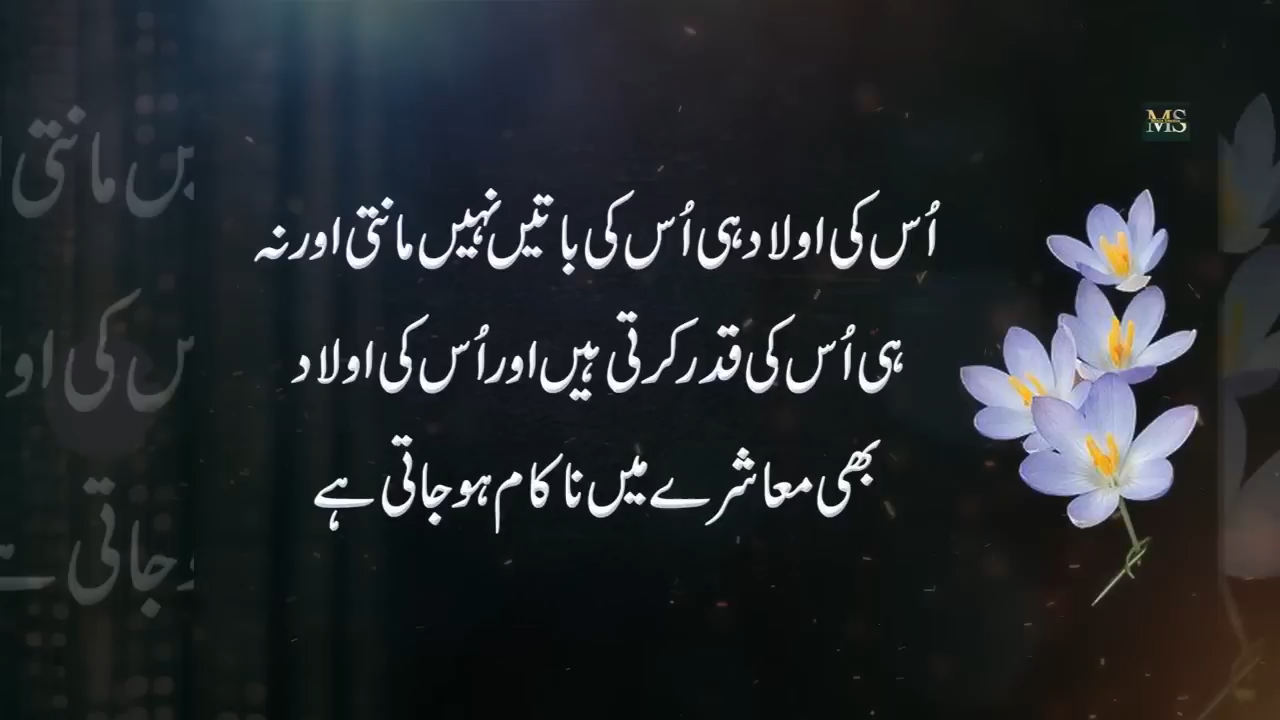 MS
اُس کی اولاد ہی اُس کی باتیں نہیں مانتی اور نہ
ہی اُس کی قدر کرتی ہیں اور اُس کی اولاد
بھی معاشرے میں ناکام ہو جاتی ہے